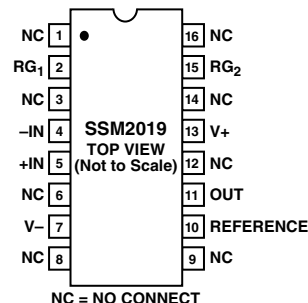 NC 1 16 NC
RG1 2 15 RG2
NC 3 14 NC
–IN 4 SSM2019 13 V+
TOP VIEW
+IN 5 (Not to Scale) 12 NC
NC 6 11 OUT
V– 7 10 REFERENCE
NC 8 9 NC
NC = NO CONNECT